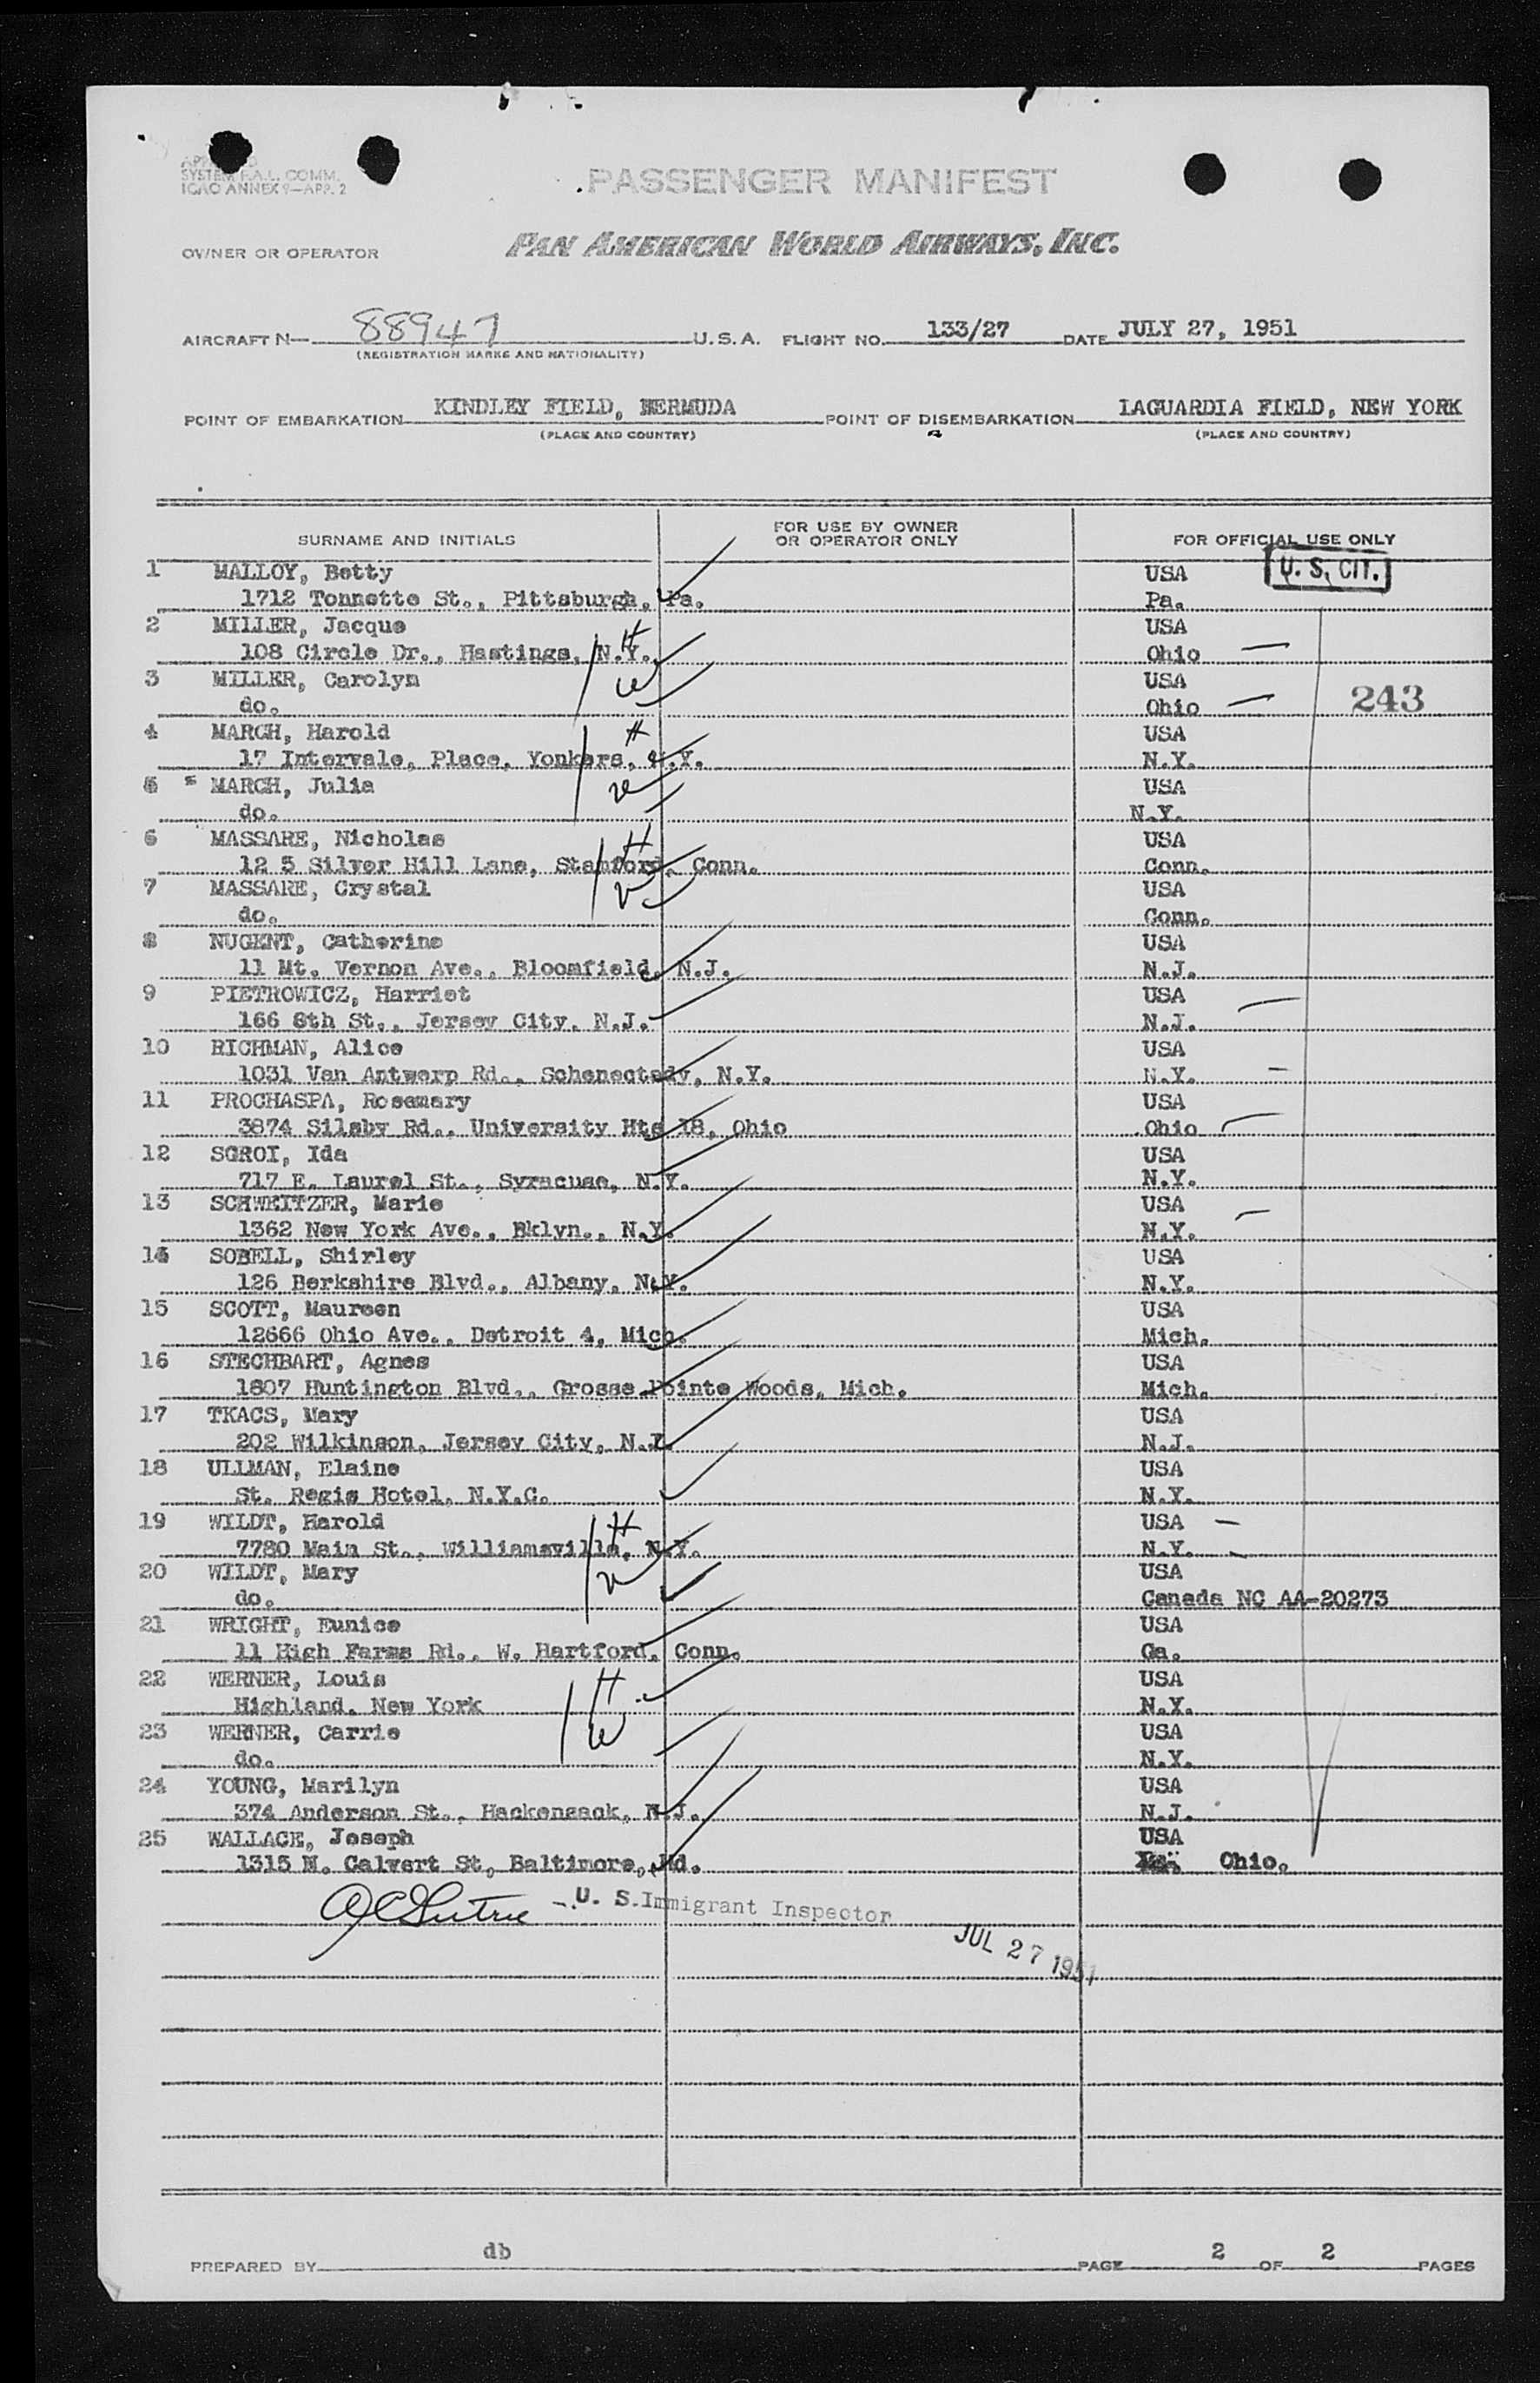 SYSTEM F.A.L. COMM.
ICAO ANNEX 9—APP. 2
PASSENGER MANIFEST
OWNER OR OPERATOR PAN AMERICAN WORLD AIRWAYS, INC.
AIRCRAFT N— 88947 U.S.A. FLIGHT NO. 133/27 DATE JULY 27, 1951
(REGISTRATION MARKS AND NATIONALITY)
POINT OF EMBARKATION KINDLEY FIELD, BERMUDA POINT OF DISEMBARKATION LAGUARDIA FIELD, NEW YORK
(PLACE AND COUNTRY) (PLACE AND COUNTRY)
SURNAME AND INITIALS FOR USE BY OWNER OR OPERATOR ONLY FOR OFFICIAL USE ONLY
1 MALLOY, Betty USA U. S. CIT.
1712 Tonnette St., Pittsburgh, Pa. Pa.
2 MILLER, Jacque H USA
108 Circle Dr., Hastings, N.Y. Ohio
3 MILLER, Carolyn W USA
do. Ohio 243
4 MARCH, Harold H USA
17 Intervale, Place, Yonkers, N.Y. N.Y.
5 MARCH, Julia W USA
do. N.Y.
6 MASSARE, Nicholas H USA
12 5 Silver Hill Lane, Stamford, Conn. Conn.
7 MASSARE, Crystal W USA
do. Conn.
8 NUGENT, Catherine USA
11 Mt. Vernon Ave., Bloomfield, N.J. N.J.
9 PIETROWICZ, Harriet USA
166 8th St., Jersey City, N.J. N.J.
10 RICHMAN, Alice USA
1031 Van Antwerp Rd., Schenectady, N.Y. N.Y.
11 PROCHASPA, Rosemary USA
3874 Silsby Rd., University Hts 18, Ohio Ohio
12 SGROI, Ida USA
717 E. Laurel St., Syracuse, N.Y. N.Y.
13 SCHWEITZER, Marie USA
1362 New York Ave., Bklyn., N.Y. N.Y.
14 SOBELL, Shirley USA
126 Berkshire Blvd., Albany, N.Y. N.Y.
15 SCOTT, Maureen USA
12666 Ohio Ave., Detroit 4, Mich. Mich.
16 STECHBART, Agnes USA
1807 Huntington Blvd., Grosse Pointe Woods, Mich. Mich.
17 TKACS, Mary USA
202 Wilkinson, Jersey City, N.J. N.J.
18 ULLMAN, Elaine USA
St. Regis Hotel, N.Y.C. N.Y.
19 WILDT, Harold H USA
7780 Main St., Williamsville, N.Y. N.Y.
20 WILDT, Mary W USA
do. Canada NC AA-20273
21 WRIGHT, Eunice USA
11 High Farms Rd., W. Hartford, Conn. Ga.
22 WERNER, Louis H USA
Highland, New York N.Y.
23 WERNER, Carrie W USA
do. N.Y.
24 YOUNG, Marilyn USA
374 Anderson St., Hackensack, N.J. N.J.
25 WALLACE, Joseph USA
1315 N. Calvert St, Baltimore, Md. Ohio.
U. S. Immigrant Inspector
JUL 27 1951
PREPARED BY db PAGE 2 OF 2 PAGES